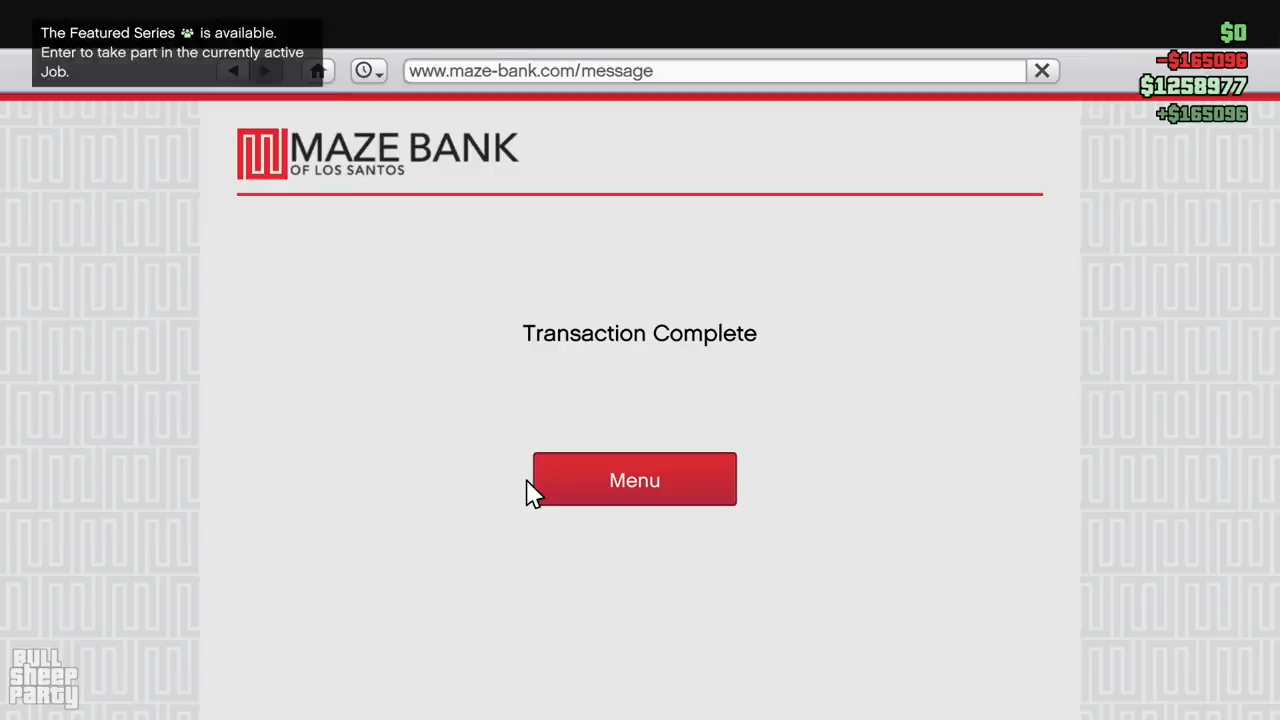 The Featured Series is available.
Enter to take part in the currently active
Job.
$0
-$165096
$1258977
+$165096
www.maze-bank.com/message
MAZE BANK
OF LOS SANTOS
Transaction Complete
Menu
BULL
SHEEP
PARTY